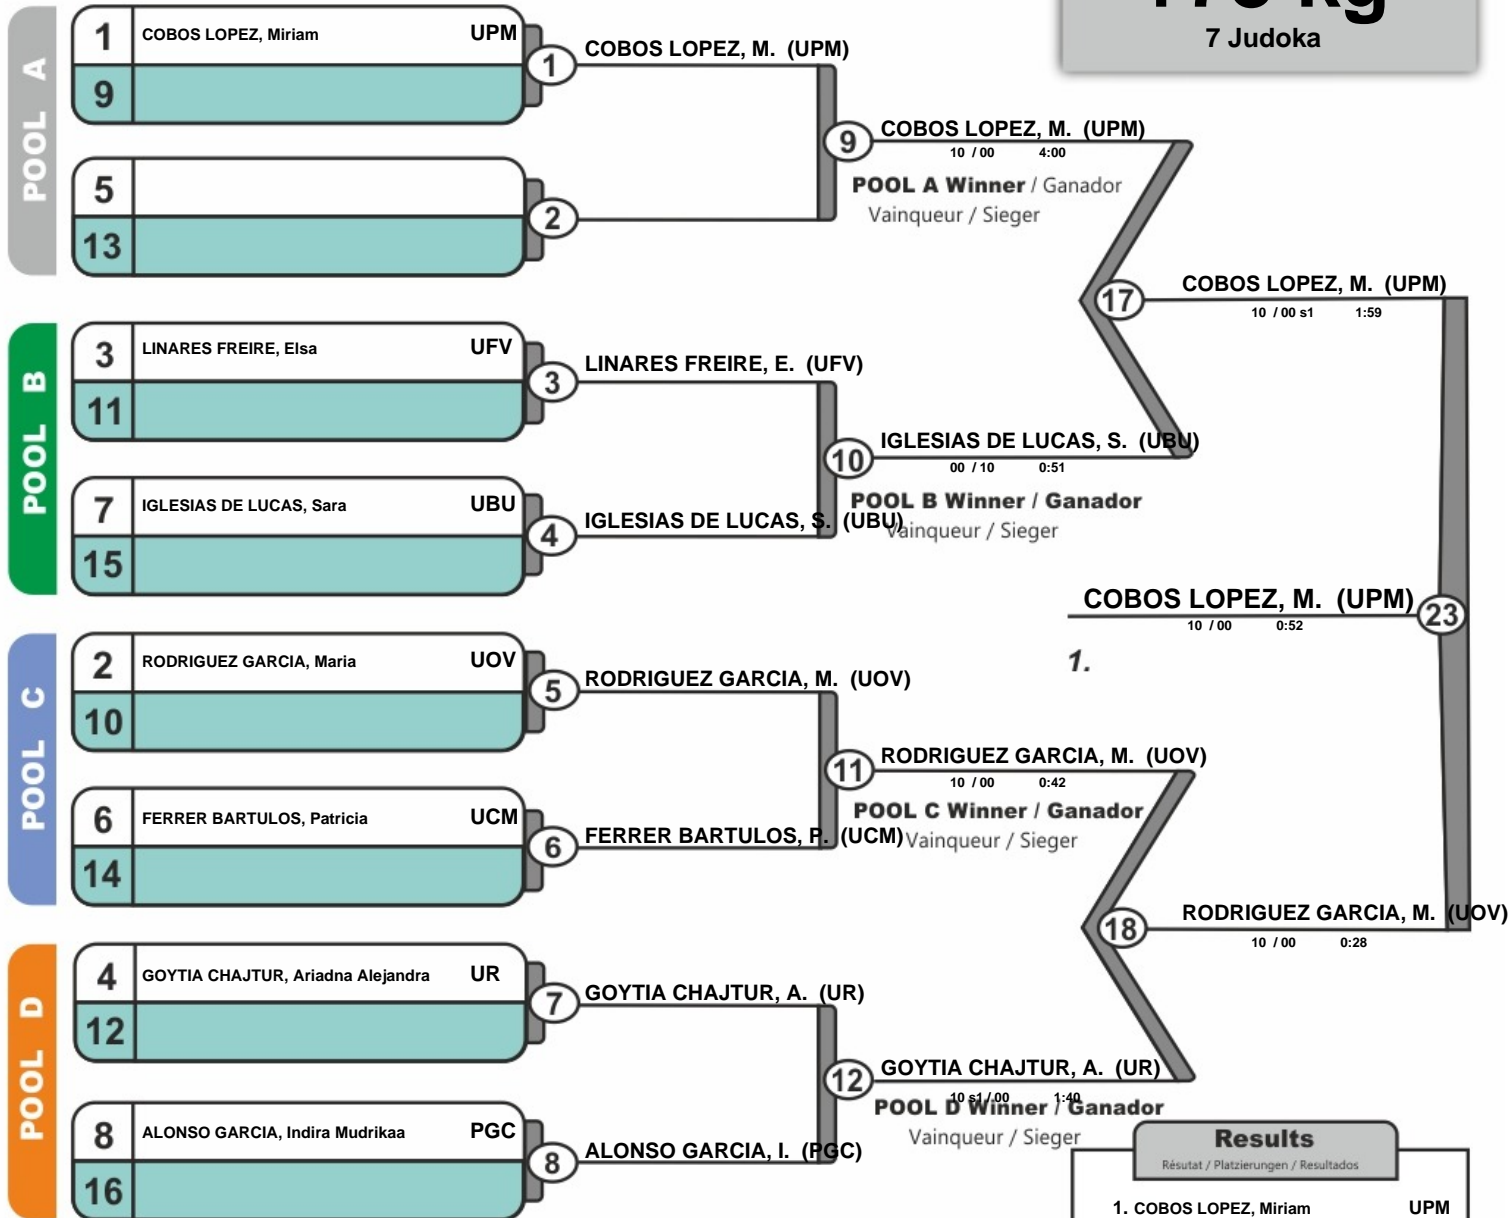 7 Judoka
POOL A
1 COBOS LOPEZ, Miriam UPM
9
1
COBOS LOPEZ, M. (UPM)
5
13
2
9
COBOS LOPEZ, M. (UPM)
10 / 00 4:00
POOL A Winner / Ganador
Vainqueur / Sieger
POOL B
3 LINARES FREIRE, Elsa UFV
11
3
LINARES FREIRE, E. (UFV)
7 IGLESIAS DE LUCAS, Sara UBU
15
4
IGLESIAS DE LUCAS, S. (UBU)
10
IGLESIAS DE LUCAS, S. (UBU)
00 / 10 0:51
POOL B Winner / Ganador
Vainqueur / Sieger
17
COBOS LOPEZ, M. (UPM)
10 / 00 s1 1:59
COBOS LOPEZ, M. (UPM)
23
10 / 00 0:52
1.
POOL C
2 RODRIGUEZ GARCIA, Maria UOV
10
5
RODRIGUEZ GARCIA, M. (UOV)
6 FERRER BARTULOS, Patricia UCM
14
6
FERRER BARTULOS, P. (UCM)
11
RODRIGUEZ GARCIA, M. (UOV)
10 / 00 0:42
POOL C Winner / Ganador
Vainqueur / Sieger
18
RODRIGUEZ GARCIA, M. (UOV)
10 / 00 0:28
POOL D
4 GOYTIA CHAJTUR, Ariadna Alejandra UR
12
7
GOYTIA CHAJTUR, A. (UR)
8 ALONSO GARCIA, Indira Mudrikaa PGC
16
8
ALONSO GARCIA, I. (PGC)
12
GOYTIA CHAJTUR, A. (UR)
10 s1 / 00 1:40
POOL D Winner / Ganador
Vainqueur / Sieger
Results
Résutat / Platzierungen / Resultados
1. COBOS LOPEZ, Miriam UPM